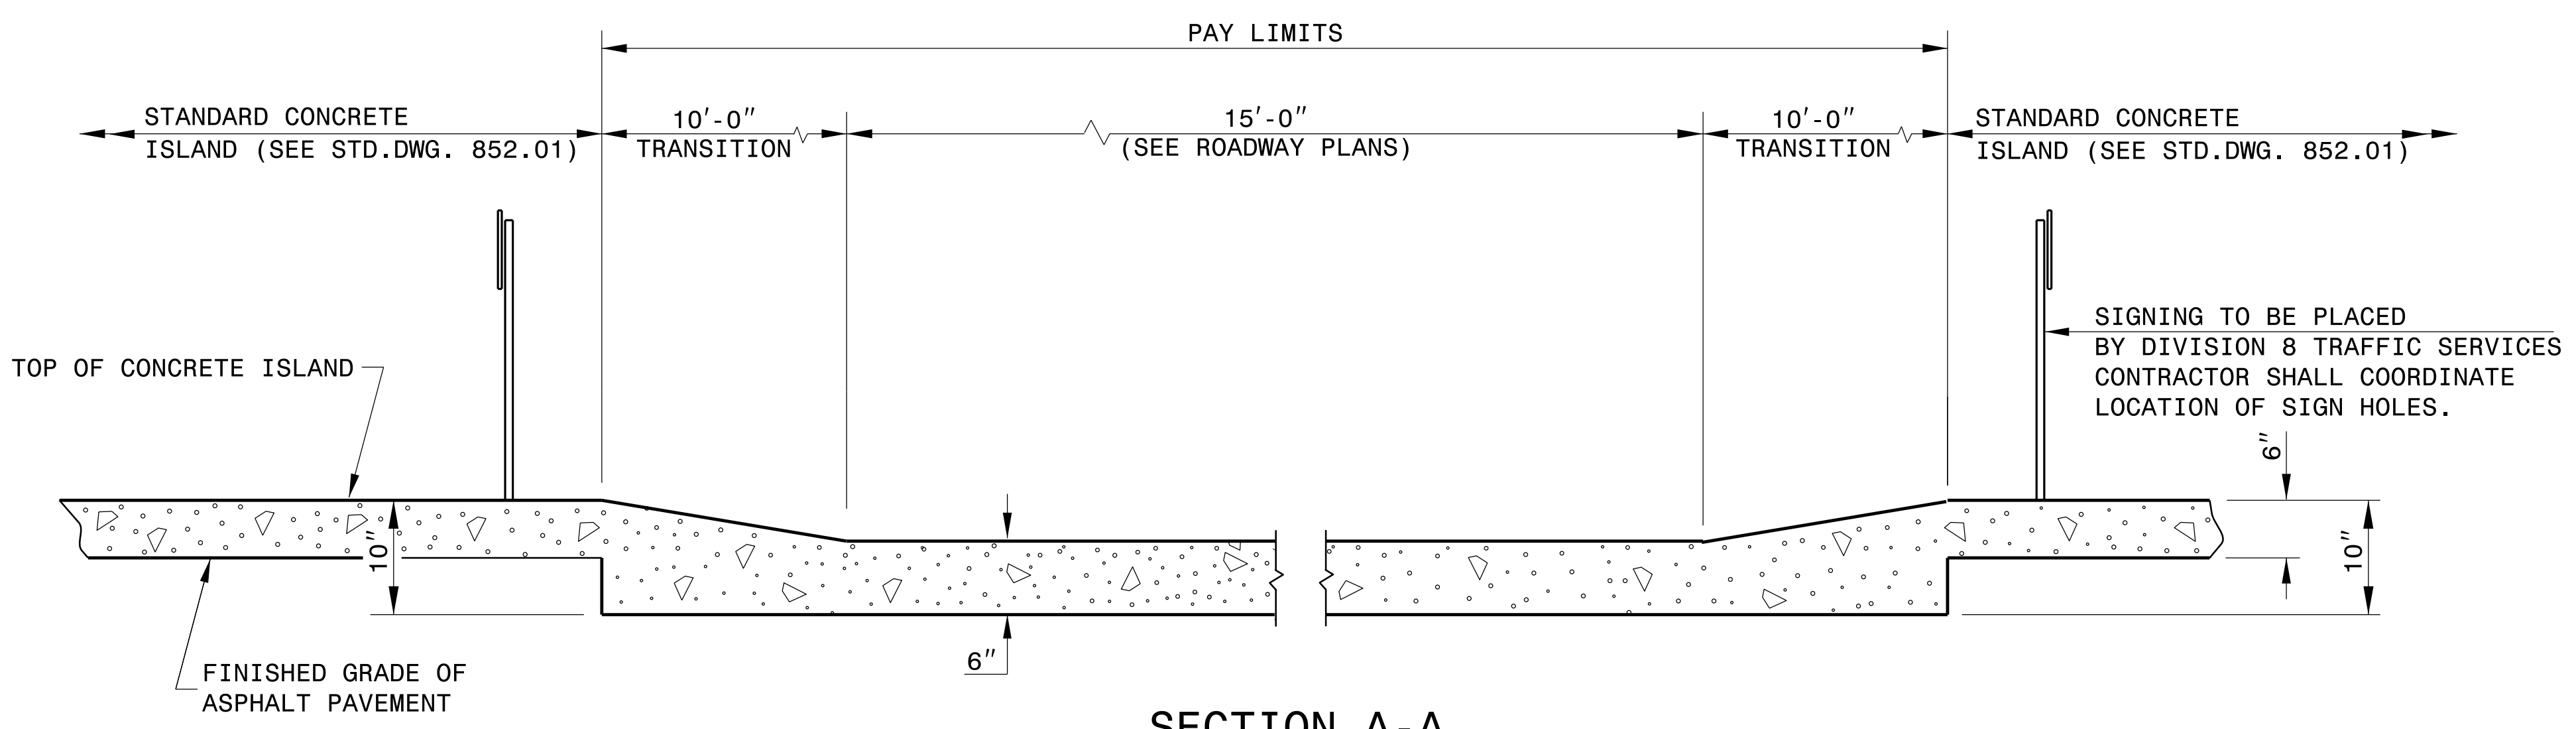 PAY LIMITS
STANDARD CONCRETE
ISLAND (SEE STD.DWG. 852.01)
10'-0"
TRANSITION
15'-0"
(SEE ROADWAY PLANS)
10'-0"
TRANSITION
STANDARD CONCRETE
ISLAND (SEE STD.DWG. 852.01)
SIGNING TO BE PLACED
BY DIVISION 8 TRAFFIC SERVICES
CONTRACTOR SHALL COORDINATE
LOCATION OF SIGN HOLES.
TOP OF CONCRETE ISLAND
6"
10"
10"
6"
FINISHED GRADE OF
ASPHALT PAVEMENT
SECTION A-A